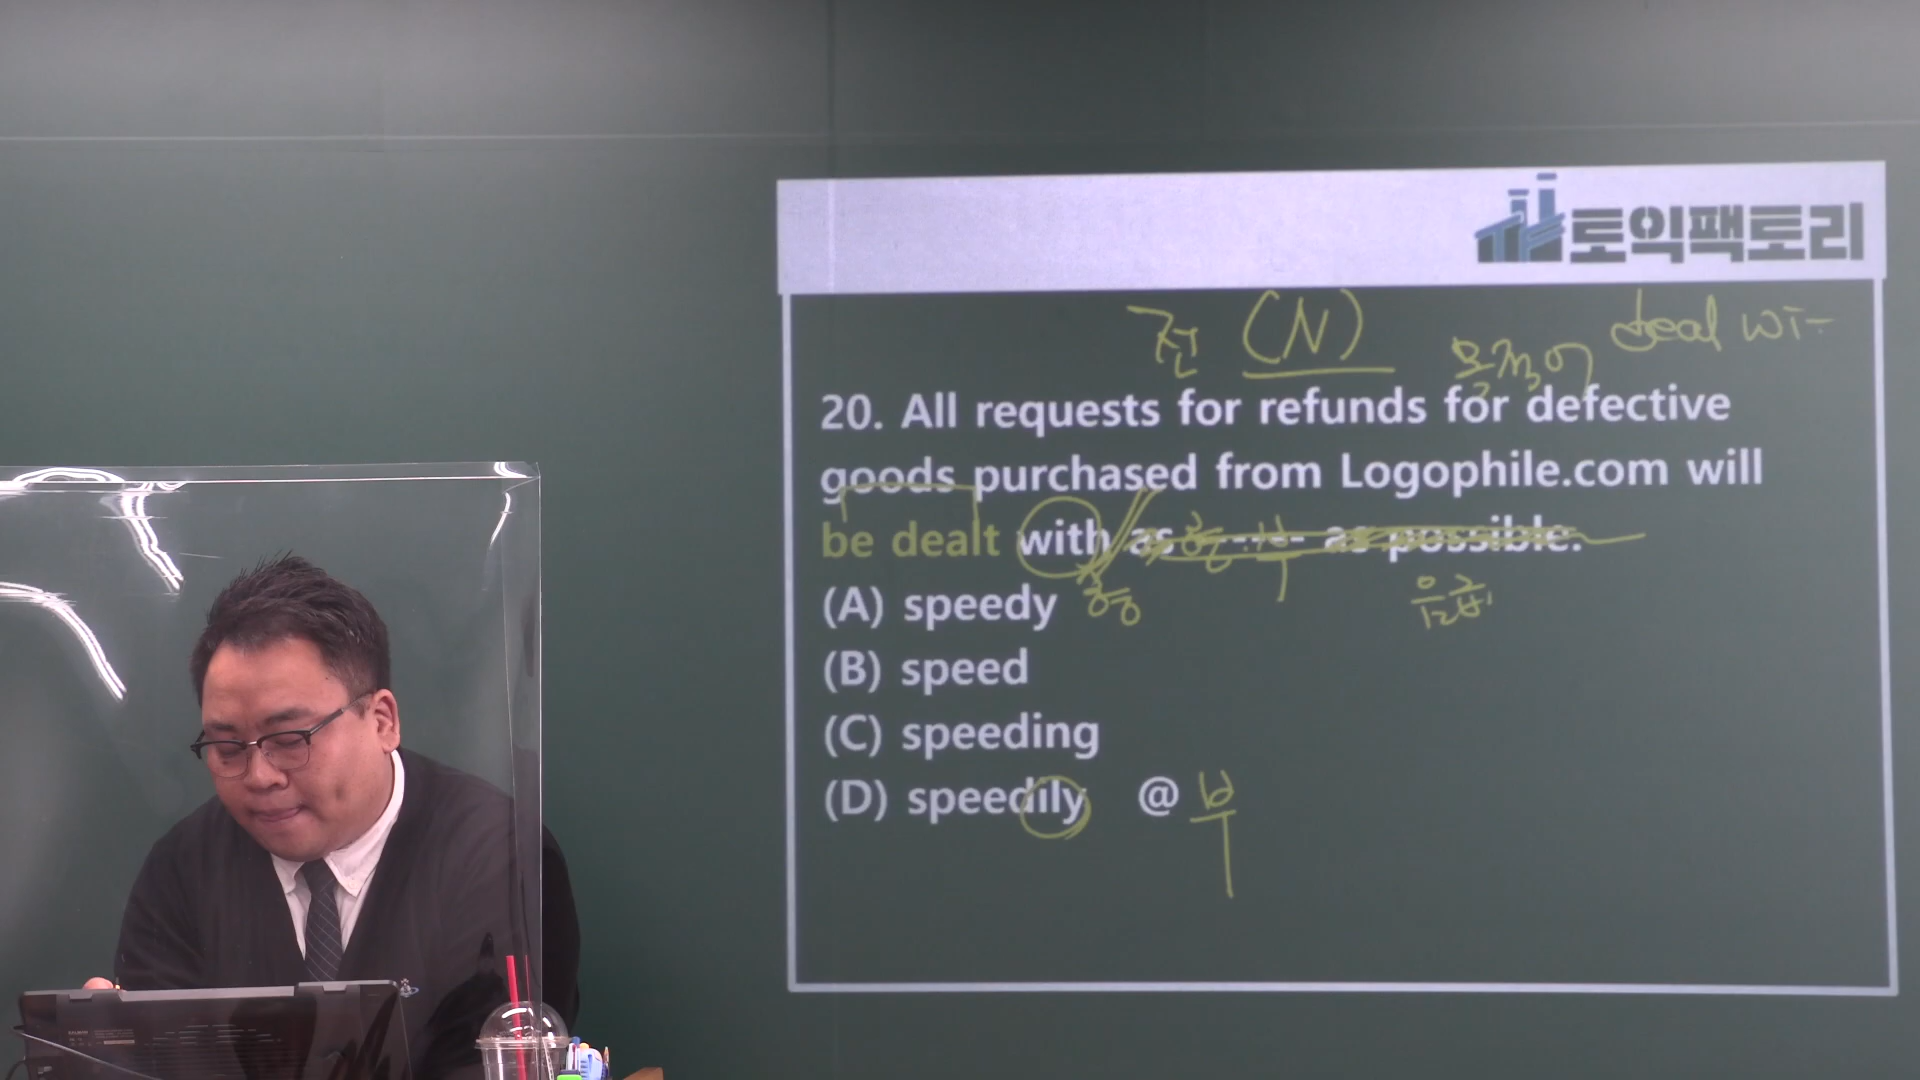 토익팩토리
전 (N) 목적어 deal wi-
20. All requests for refunds for defective
goods purchased from Logophile.com will
be dealt with as ------ as possible.
(A) speedy
(B) speed
(C) speeding
(D) speedily @ 부